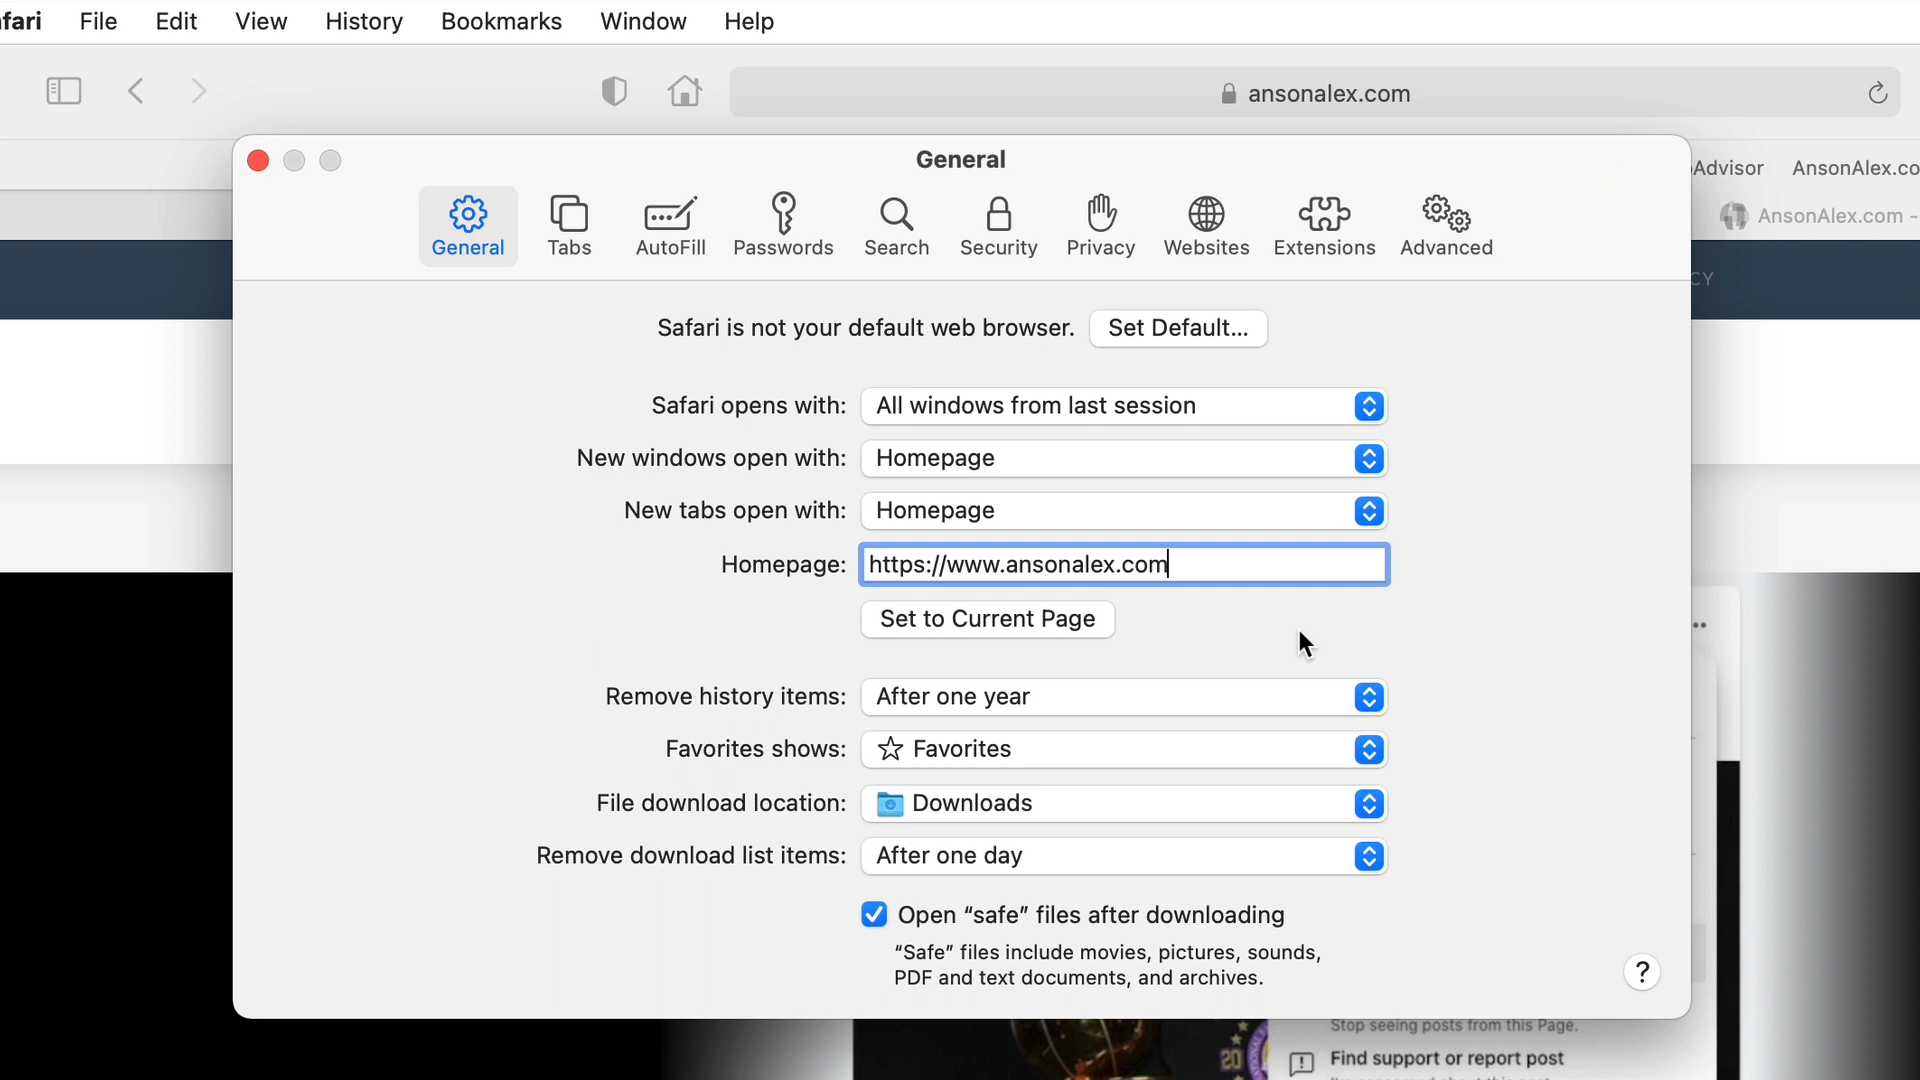 fari File Edit View History Bookmarks Window Help
ansonalex.com
General
Advisor AnsonAlex.co
General Tabs AutoFill Passwords Search Security Privacy Websites Extensions Advanced
AnsonAlex.com -
CY
Safari is not your default web browser. Set Default...
Safari opens with: All windows from last session
New windows open with: Homepage
New tabs open with: Homepage
Homepage: https://www.ansonalex.com
Set to Current Page
Remove history items: After one year
Favorites shows: Favorites
File download location: Downloads
Remove download list items: After one day
Open “safe” files after downloading
“Safe” files include movies, pictures, sounds,
PDF and text documents, and archives.
?
Stop seeing posts from this Page.
20
Find support or report post